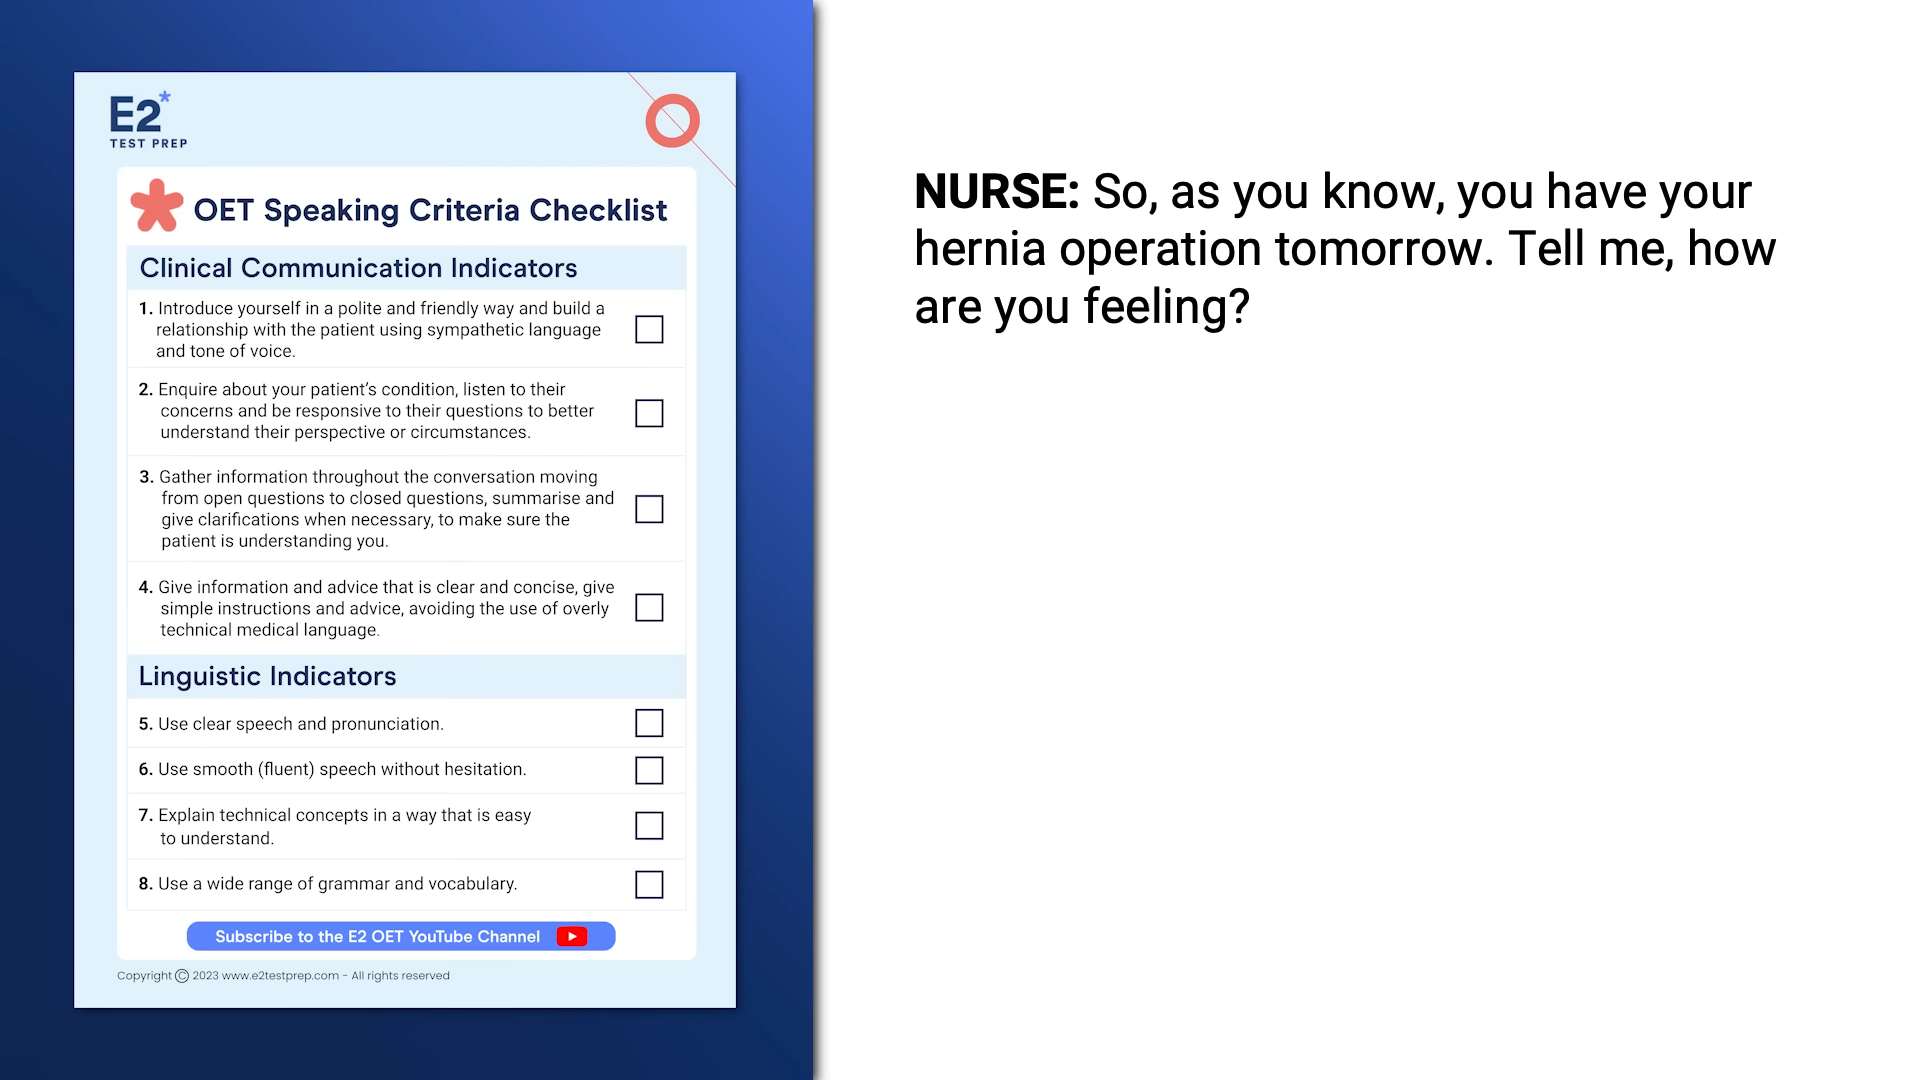 E2*
TEST PREP
OET Speaking Criteria Checklist
Clinical Communication Indicators
1. Introduce yourself in a polite and friendly way and build a
relationship with the patient using sympathetic language
and tone of voice.
2. Enquire about your patient’s condition, listen to their
concerns and be responsive to their questions to better
understand their perspective or circumstances.
3. Gather information throughout the conversation moving
from open questions to closed questions, summarise and
give clarifications when necessary, to make sure the
patient is understanding you.
4. Give information and advice that is clear and concise, give
simple instructions and advice, avoiding the use of overly
technical medical language.
Linguistic Indicators
5. Use clear speech and pronunciation.
6. Use smooth (fluent) speech without hesitation.
7. Explain technical concepts in a way that is easy
to understand.
8. Use a wide range of grammar and vocabulary.
Subscribe to the E2 OET YouTube Channel
Copyright © 2023 www.e2testprep.com - All rights reserved
NURSE: So, as you know, you have your
hernia operation tomorrow. Tell me, how
are you feeling?